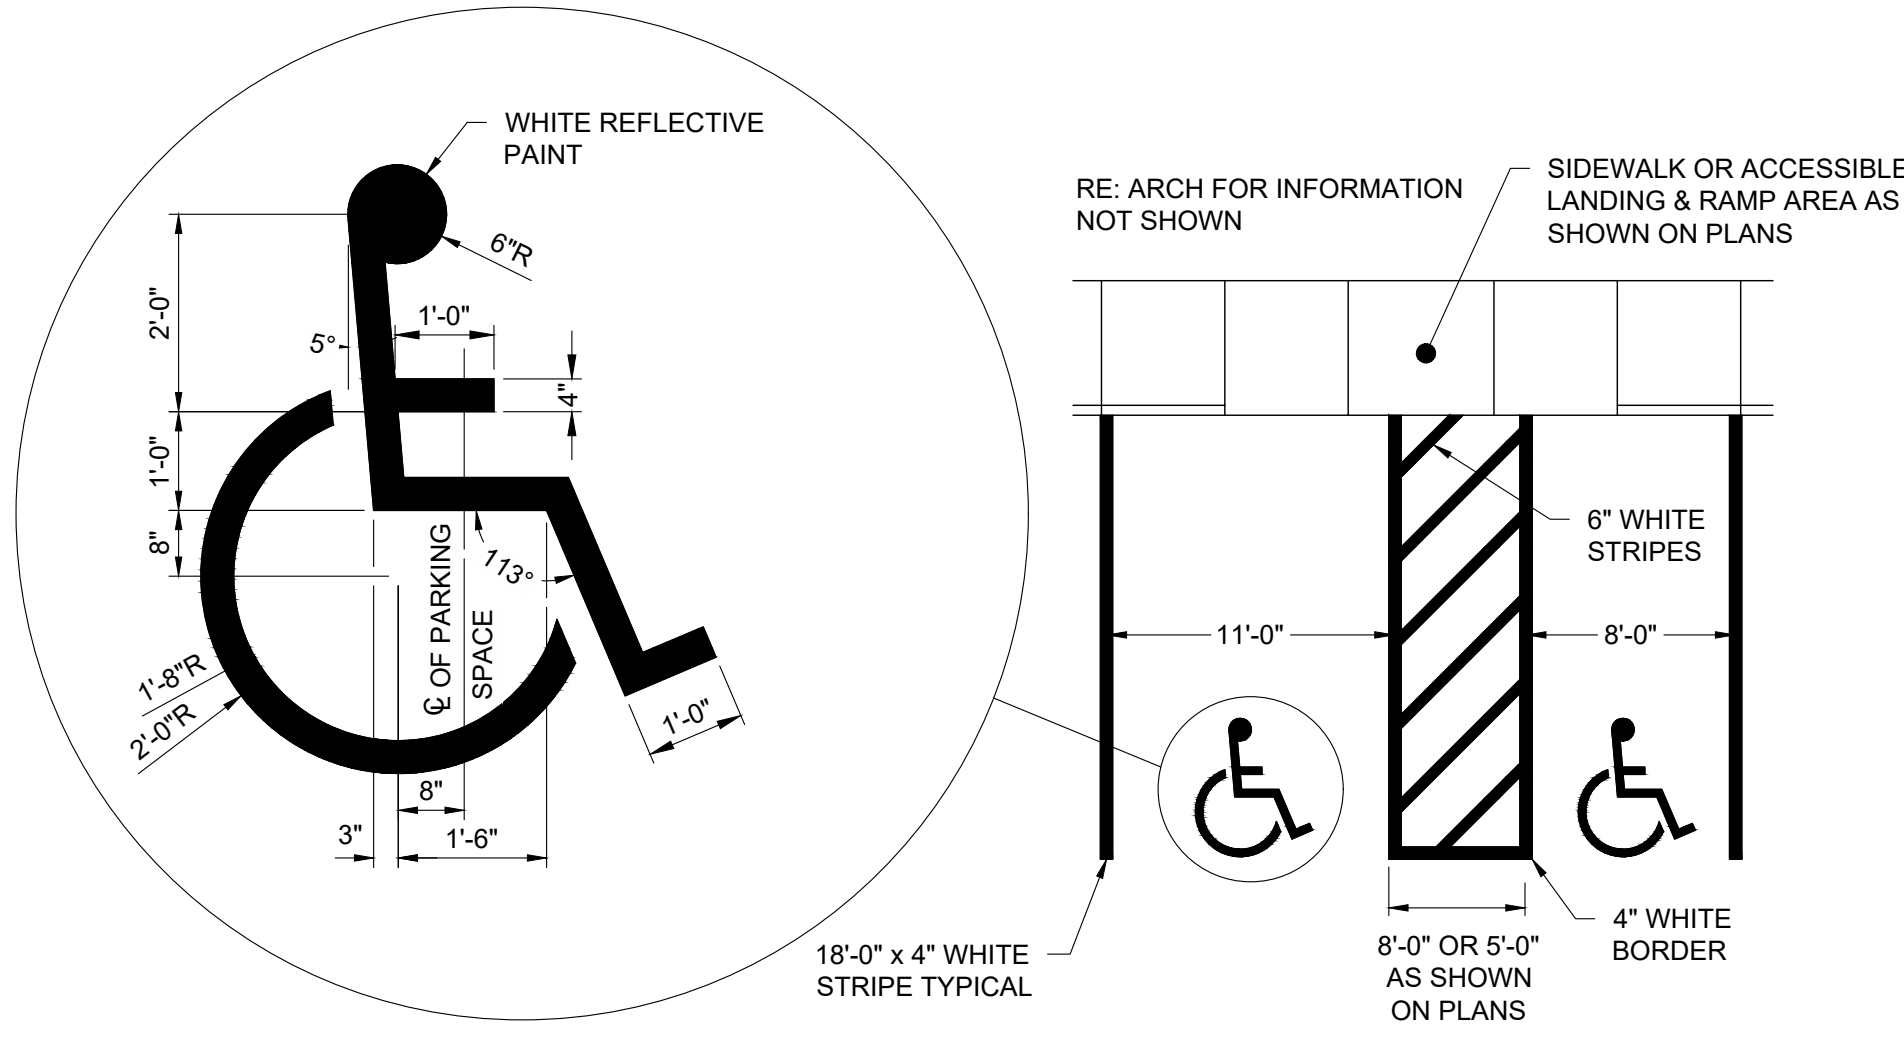 WHITE REFLECTIVE
PAINT
6"R
2'-0"
1'-0"
5°
4"
1'-0"
8"
113°
℄ OF PARKING
SPACE
1'-8"R
2'-0"R
1'-0"
8"
3"
1'-6"
RE: ARCH FOR INFORMATION
NOT SHOWN
SIDEWALK OR ACCESSIBLE
LANDING & RAMP AREA AS
SHOWN ON PLANS
6" WHITE
STRIPES
11'-0"
8'-0"
18'-0" x 4" WHITE
STRIPE TYPICAL
8'-0" OR 5'-0"
AS SHOWN
ON PLANS
4" WHITE
BORDER